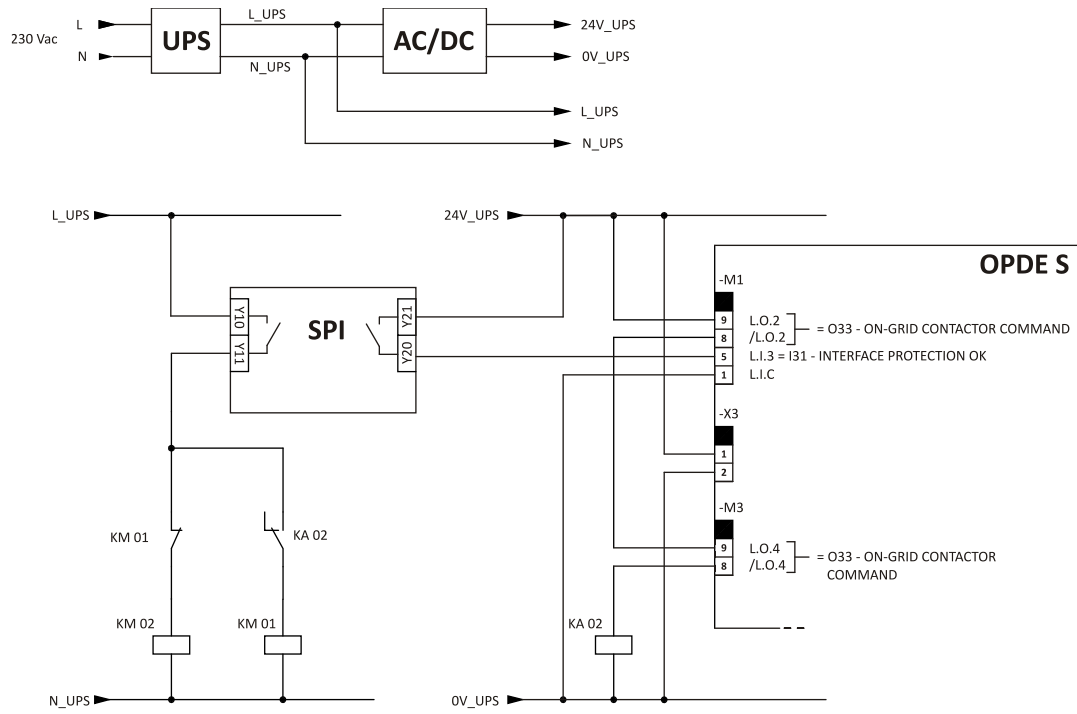 L_UPS
L
24V_UPS
230 Vac
UPS
AC/DC
N
0V_UPS
N_UPS
L_UPS
N_UPS
L_UPS
24V_UPS
OPDE S
-M1
Y10
SPI
Y21
9 L.O.2
= O33 - ON-GRID CONTACTOR COMMAND
8 /L.O.2
Y11
Y20
5 L.I.3 = I31 - INTERFACE PROTECTION OK
1 L.I.C
-X3
1
2
-M3
KM 01
KA 02
9 L.O.4
= O33 - ON-GRID CONTACTOR
8 /L.O.4
COMMAND
KM 02
KM 01
KA 02
N_UPS
0V_UPS